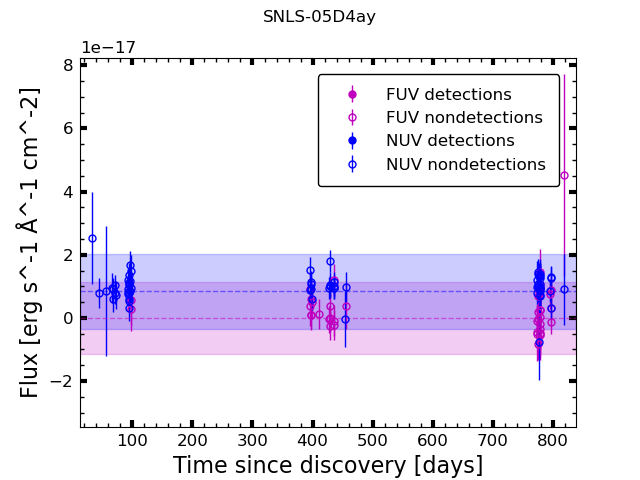 SNLS-05D4ay
1e−17
FUV detections
FUV nondetections
NUV detections
NUV nondetections
8
6
4
2
0
−2
Flux [erg s^-1 Å^-1 cm^-2]
100 200 300 400 500 600 700 800
Time since discovery [days]